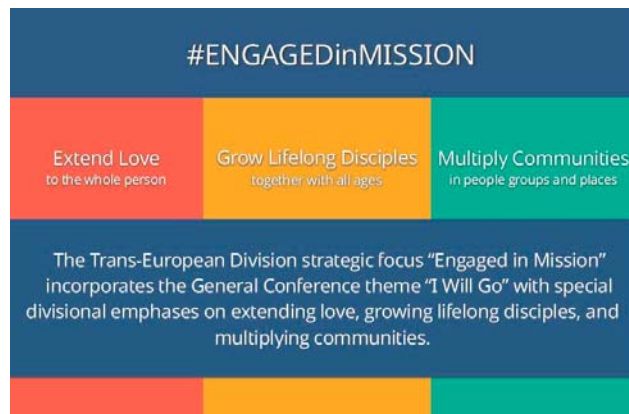 #ENGAGEDinMISSION
Extend Love
to the whole person
Grow Lifelong Disciples
together with all ages
Multiply Communities
in people groups and places
The Trans-European Division strategic focus “Engaged in Mission”
incorporates the General Conference theme “I Will Go” with special
divisional emphases on extending love, growing lifelong disciples, and
multiplying communities.